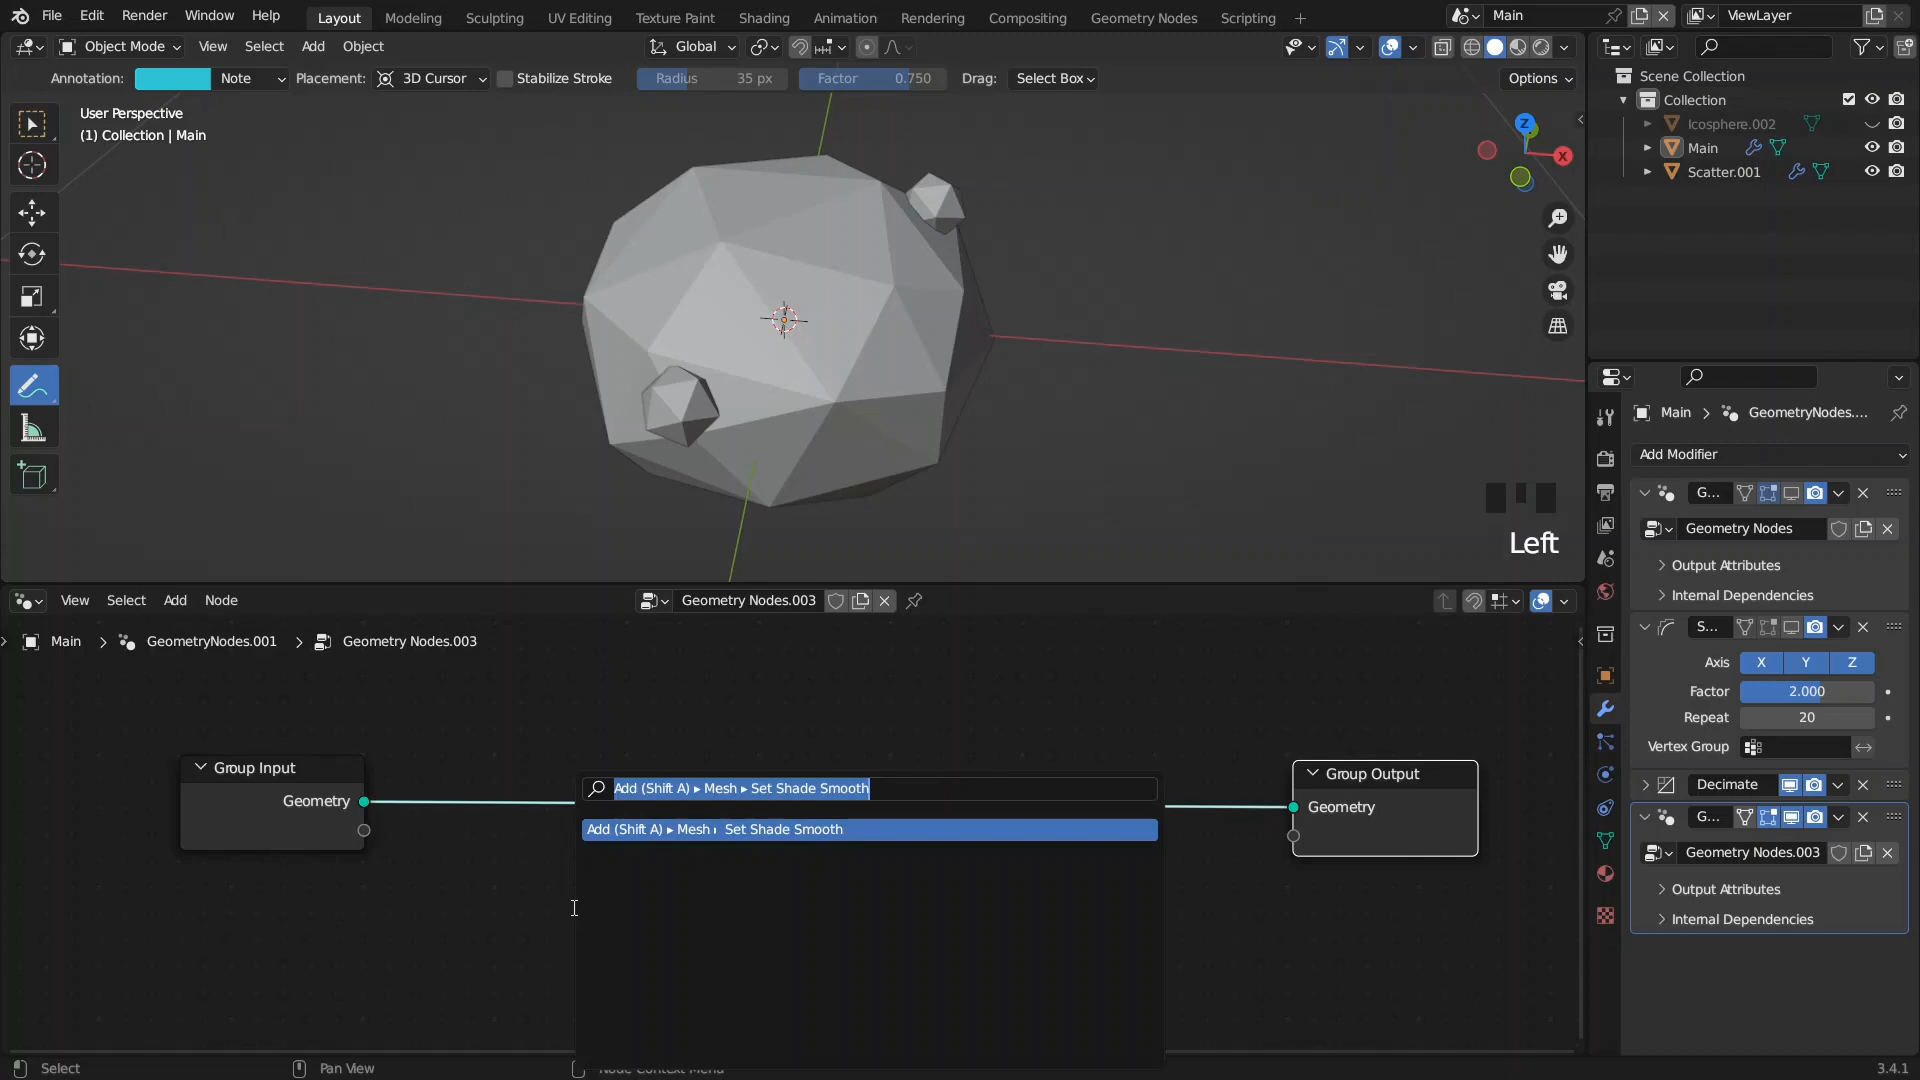 File Edit Render Window Help Layout Modeling Sculpting UV Editing Texture Paint Shading Animation Rendering Compositing Geometry Nodes Scripting + Main ViewLayer
Object Mode View Select Add Object Global
Annotation: Note Placement: 3D Cursor Stabilize Stroke Radius 35 px Factor 0.750 Drag: Select Box Options
User Perspective
(1) Collection | Main
Z
X
Left
Scene Collection
Collection
Icosphere.002
Main
Scatter.001
Main > GeometryNodes....
Add Modifier
G...
Geometry Nodes
Output Attributes
Internal Dependencies
S...
Axis X Y Z
Factor 2.000
Repeat 20
Vertex Group
Decimate
G...
Geometry Nodes.003
Output Attributes
Internal Dependencies
View Select Add Node Geometry Nodes.003
Main > GeometryNodes.001 > Geometry Nodes.003
Group Input
Geometry
Add (Shift A) ▸ Mesh ▸ Set Shade Smooth
Add (Shift A) ▸ Mesh ▸ Set Shade Smooth
Group Output
Geometry
Select Pan View Node Context Menu 3.4.1